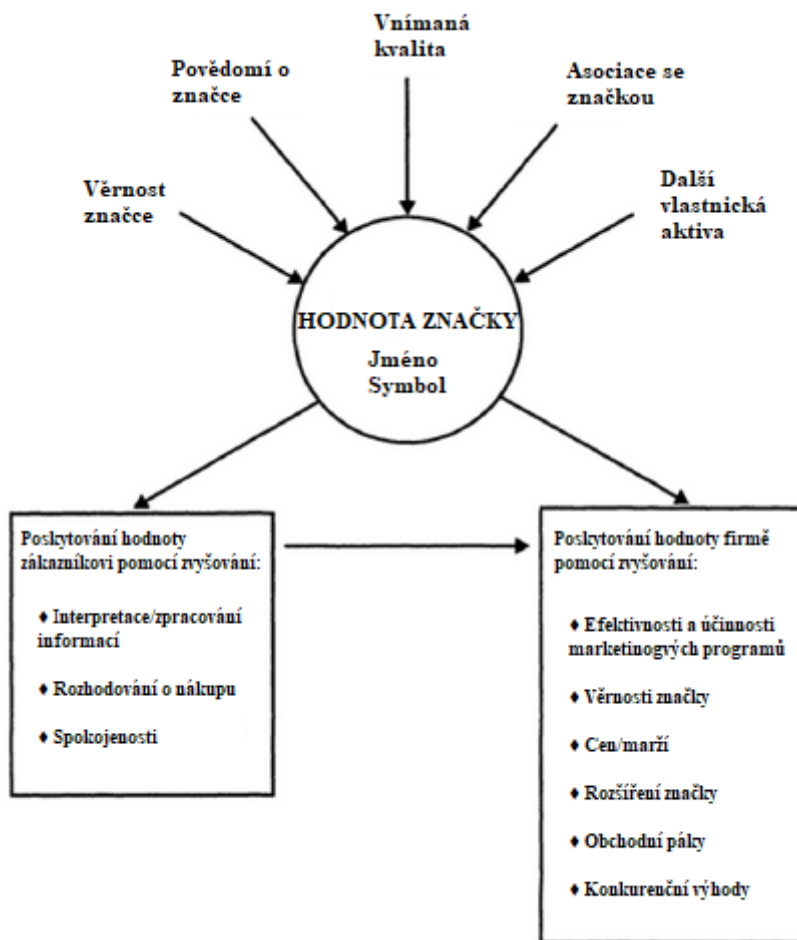 Vnímaná
kvalita
Povědomí o
značce
Asociace se
značkou
Věrnost
značce
Další
vlastnická
aktiva
HODNOTA ZNAČKY
Jméno
Symbol
Poskytování hodnoty
zákazníkovi pomocí zvyšování:
♦ Interpretace/zpracování
informací
♦ Rozhodování o nákupu
♦ Spokojenosti
Poskytování hodnoty firmě
pomocí zvyšování:
♦ Efektivnosti a účinnosti
marketinogvých programů
♦ Věrnosti značky
♦ Cen/marží
♦ Rozšíření značky
♦ Obchodní páky
♦ Konkurenční výhody